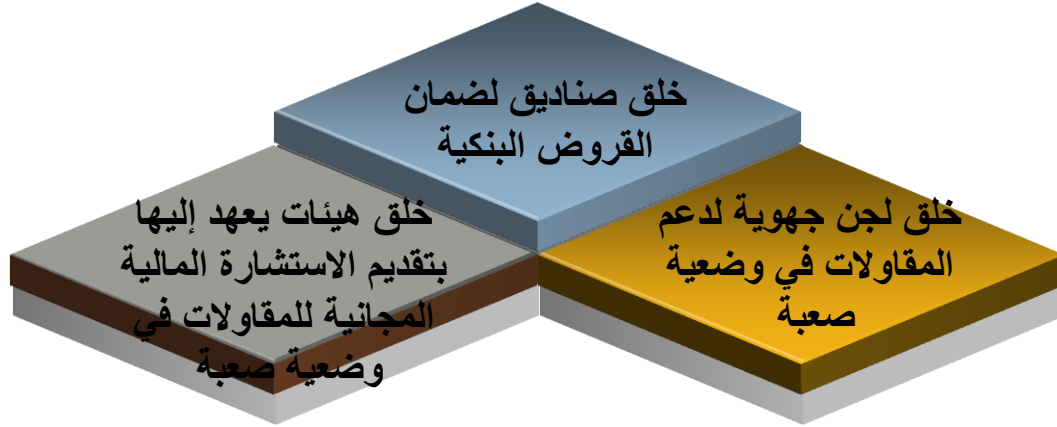 خلق صناديق لضمان
القروض البنكية
خلق لجن جهوية لدعم
المقاولات في وضعية
صعبة
خلق هيئات يعهد إليها
بتقديم الاستشارة المالية
المجانية للمقاولات في
وضعية صعبة